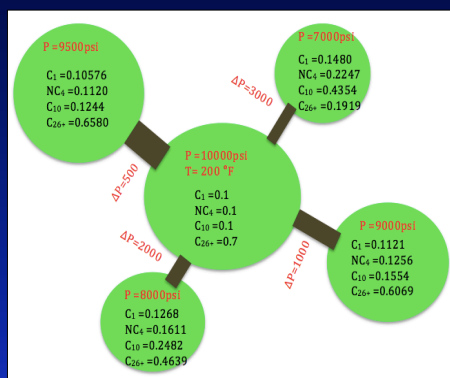 P =9500psi
C1 =0.10576
NC4 =0.1120
C10 =0.1244
C26+ =0.6580
P =7000psi
C1 =0.1480
NC4 =0.2247
C10 =0.4354
C26+ =0.1919
ΔP=3000
ΔP=500
P =10000psi
T= 200 °F
C1 =0.1
NC4 =0.1
C10 =0.1
C26+ =0.7
ΔP=2000
ΔP=1000
P =9000psi
C1 =0.1121
NC4 =0.1256
C10 =0.1554
C26+ =0.6069
P =8000psi
C1 =0.1268
NC4 =0.1611
C10 =0.2482
C26+ =0.4639